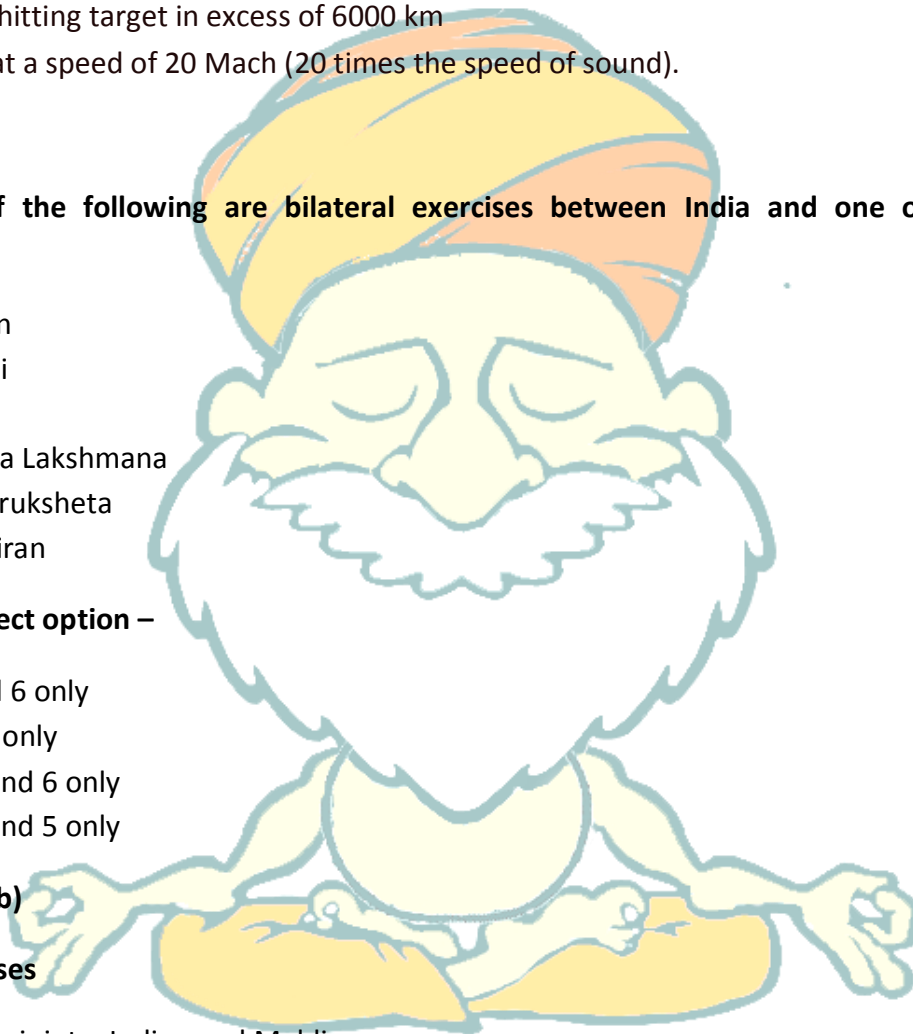 hitting target in excess of 6000 km
at a speed of 20 Mach (20 times the speed of sound).
f the following are bilateral exercises between India and one o
n
i
a Lakshmana
ruksheta
iran
ect option –
l 6 only
only
nd 6 only
nd 5 only
b)
ses